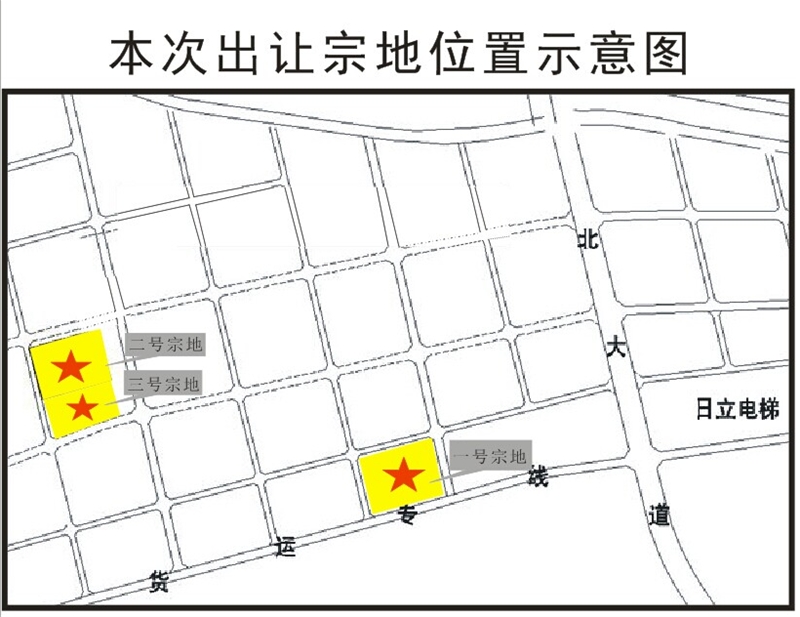 本次出让宗地位置示意图
北
大
道
二号宗地
三号宗地
日立电梯
一号宗地
货运专线